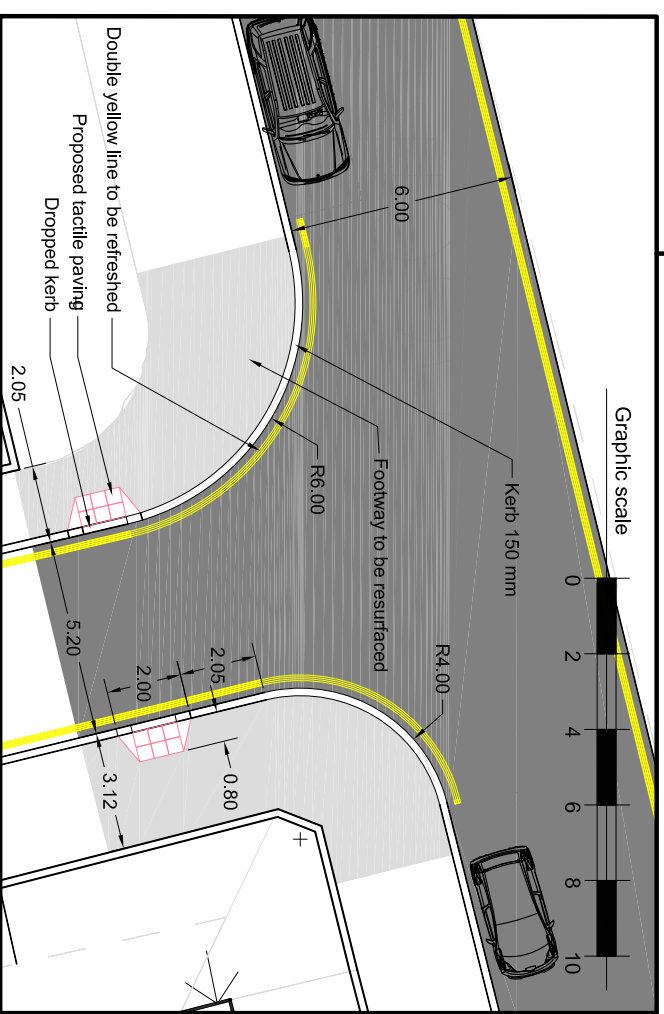 Graphic scale
0 2 4 6 8 10
Kerb 150 mm
6.00
Footway to be resurfaced
R6.00
R4.00
Double yellow line to be refreshed
Proposed tactile paving
Dropped kerb
2.05
5.20
2.00
2.05
0.80
3.12